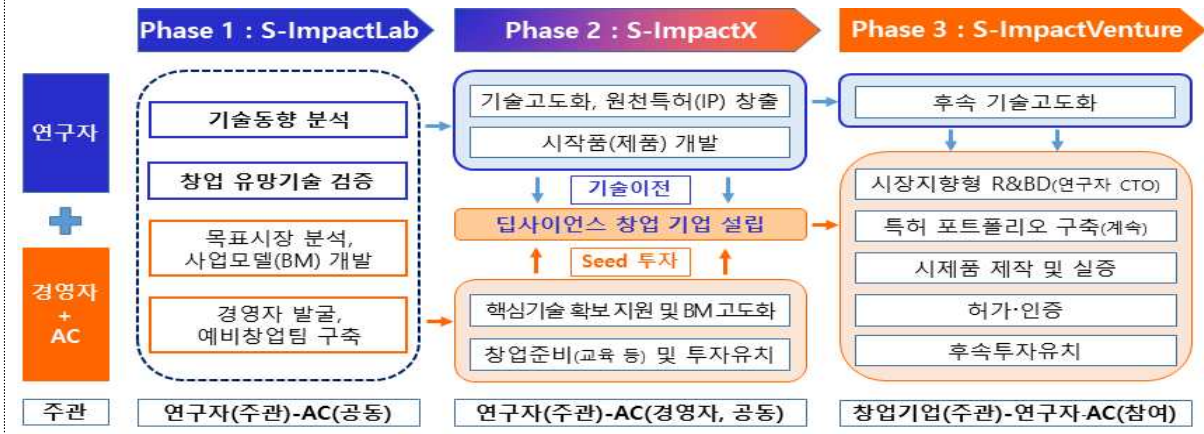 Phase 1 : S-ImpactLab
Phase 2 : S-ImpactX
Phase 3 : S-ImpactVenture
연구자
경영자
+
AC
주관
기술동향 분석
창업 유망기술 검증
목표시장 분석,
사업모델(BM) 개발
경영자 발굴,
예비창업팀 구축
연구자(주관)-AC(공동)
기술고도화, 원천특허(IP) 창출
시작품(제품) 개발
기술이전
딥사이언스 창업 기업 설립
Seed 투자
핵심기술 확보 지원 및 BM 고도화
창업준비(교육 등) 및 투자유치
연구자(주관)-AC(경영자, 공동)
후속 기술고도화
시장지향형 R&BD(연구자 CTO)
특허 포트폴리오 구축(계속)
시제품 제작 및 실증
허가·인증
후속투자유치
창업기업(주관)-연구자·AC(참여)